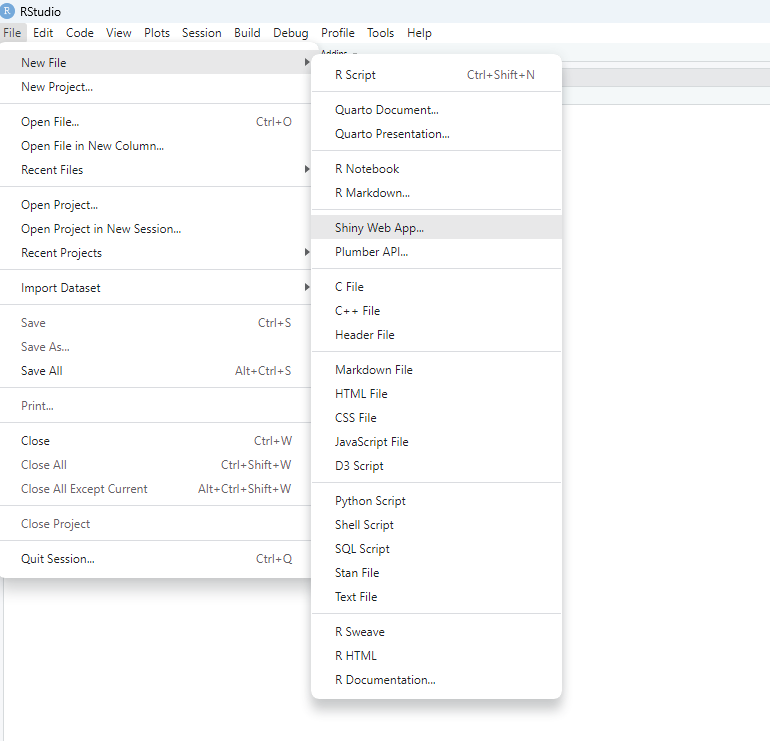 R RStudio
File Edit Code View Plots Session Build Debug Profile Tools Help
Addins
New File
New Project...
Open File... Ctrl+O
Open File in New Column...
Recent Files
Open Project...
Open Project in New Session...
Recent Projects
Import Dataset
Save Ctrl+S
Save As...
Save All Alt+Ctrl+S
Print...
Close Ctrl+W
Close All Ctrl+Shift+W
Close All Except Current Alt+Ctrl+Shift+W
Close Project
Quit Session... Ctrl+Q
R Script Ctrl+Shift+N
Quarto Document...
Quarto Presentation...
R Notebook
R Markdown...
Shiny Web App...
Plumber API...
C File
C++ File
Header File
Markdown File
HTML File
CSS File
JavaScript File
D3 Script
Python Script
Shell Script
SQL Script
Stan File
Text File
R Sweave
R HTML
R Documentation...